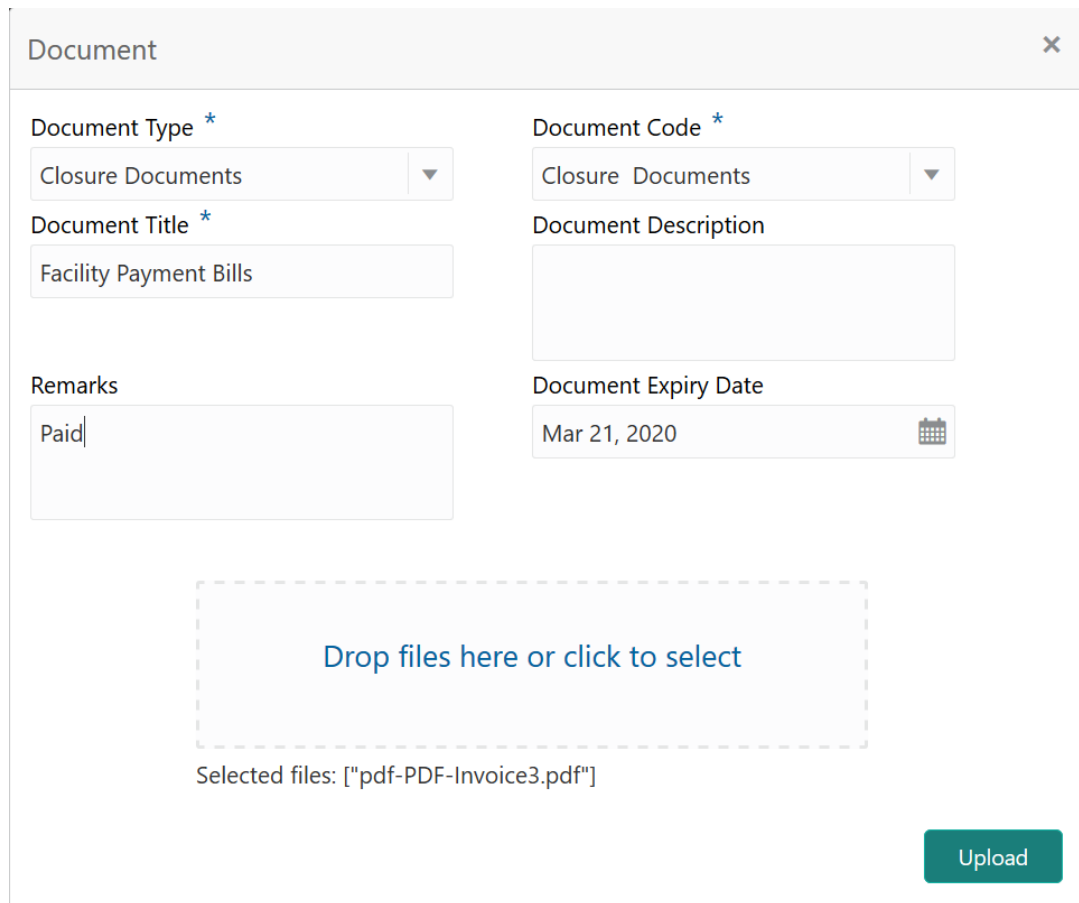 Document ×
Document Type * Document Code *
Closure Documents Closure  Documents
Document Title * Document Description
Facility Payment Bills
Remarks Document Expiry Date
Paid Mar 21, 2020
Drop files here or click to select
Selected files: ["pdf-PDF-Invoice3.pdf"]
Upload